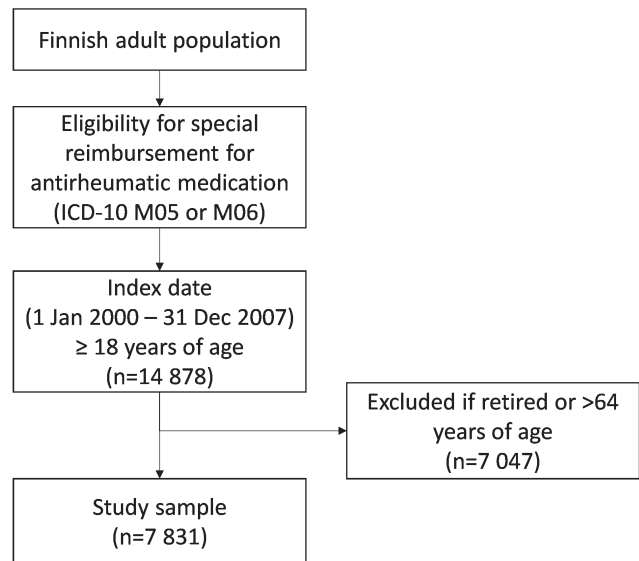 Finnish adult population
Eligibility for special
reimbursement for
antirheumatic medication
(ICD-10 M05 or M06)
Index date
(1 Jan 2000 – 31 Dec 2007)
≥ 18 years of age
(n=14 878)
Excluded if retired or >64
years of age
(n=7 047)
Study sample
(n=7 831)